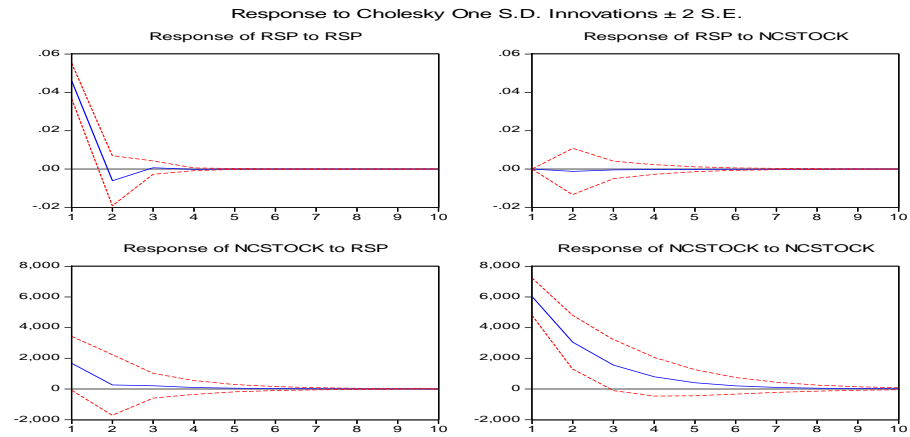 Response to Cholesky One S.D. Innovations ± 2 S.E.
Response of RSP to RSP
.06
.04
.02
.00
-.02
1 2 3 4 5 6 7 8 9 10
Response of RSP to NCSTOCK
.06
.04
.02
.00
-.02
1 2 3 4 5 6 7 8 9 10
Response of NCSTOCK to RSP
8,000
6,000
4,000
2,000
0
-2,000
1 2 3 4 5 6 7 8 9 10
Response of NCSTOCK to NCSTOCK
8,000
6,000
4,000
2,000
0
-2,000
1 2 3 4 5 6 7 8 9 10